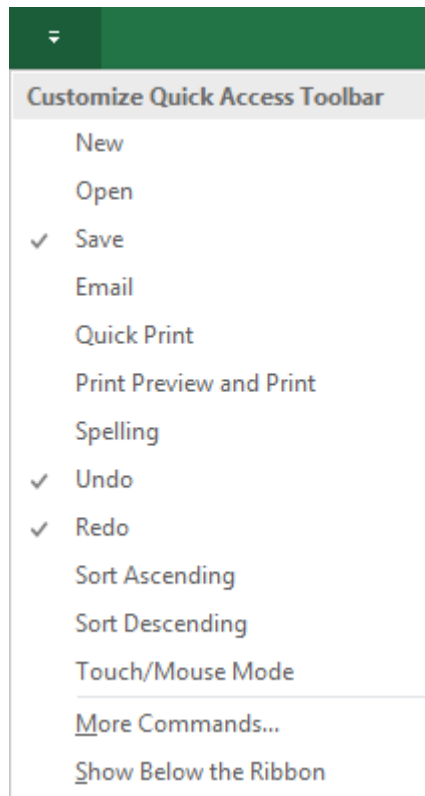 Customize Quick Access Toolbar
New
Open
Save
Email
Quick Print
Print Preview and Print
Spelling
Undo
Redo
Sort Ascending
Sort Descending
Touch/Mouse Mode
More Commands...
Show Below the Ribbon